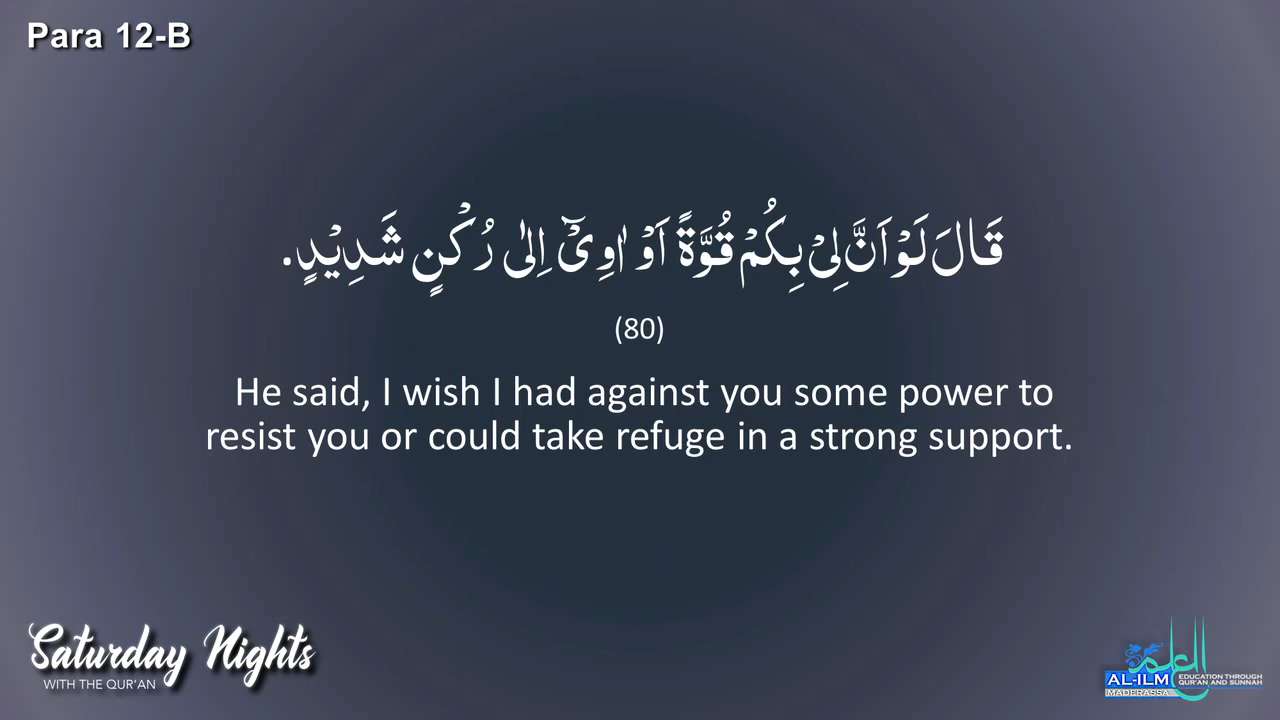 Para 12-B
قَالَ لَوْ اَنَّ لِیْ بِكُمْ قُوَّةً اَوْ اٰوِیْۤ اِلٰی رُكْنٍ شَدِیْدٍ.
(80)
He said, I wish I had against you some power to
resist you or could take refuge in a strong support.
Saturday Nights
WITH THE QUR'AN
العلم
AL-ILM
MADERASSA
EDUCATION THROUGH
QUR'AN AND SUNNAH